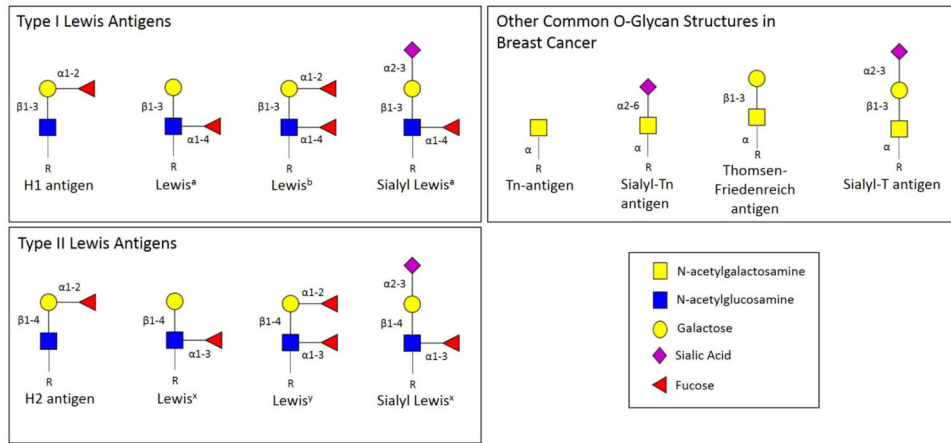 Type I Lewis Antigens
α2-3
α1-2
α1-2
β1-3
β1-3
β1-3
β1-3
α1-4
α1-4
α1-4
R
R
R
R
H1 antigen
Lewisᵃ
Lewisᵇ
Sialyl Lewisᵃ
Other Common O-Glycan Structures in
Breast Cancer
α2-3
α2-6
β1-3
β1-3
α
α
α
α
R
R
R
R
Tn-antigen
Sialyl-Tn
antigen
Thomsen-
Friedenreich
antigen
Sialyl-T antigen
Type II Lewis Antigens
α2-3
α1-2
α1-2
β1-4
β1-4
β1-4
β1-4
α1-3
α1-3
α1-3
R
R
R
R
H2 antigen
Lewisˣ
Lewisʸ
Sialyl Lewisˣ
N-acetylgalactosamine
N-acetylglucosamine
Galactose
Sialic Acid
Fucose